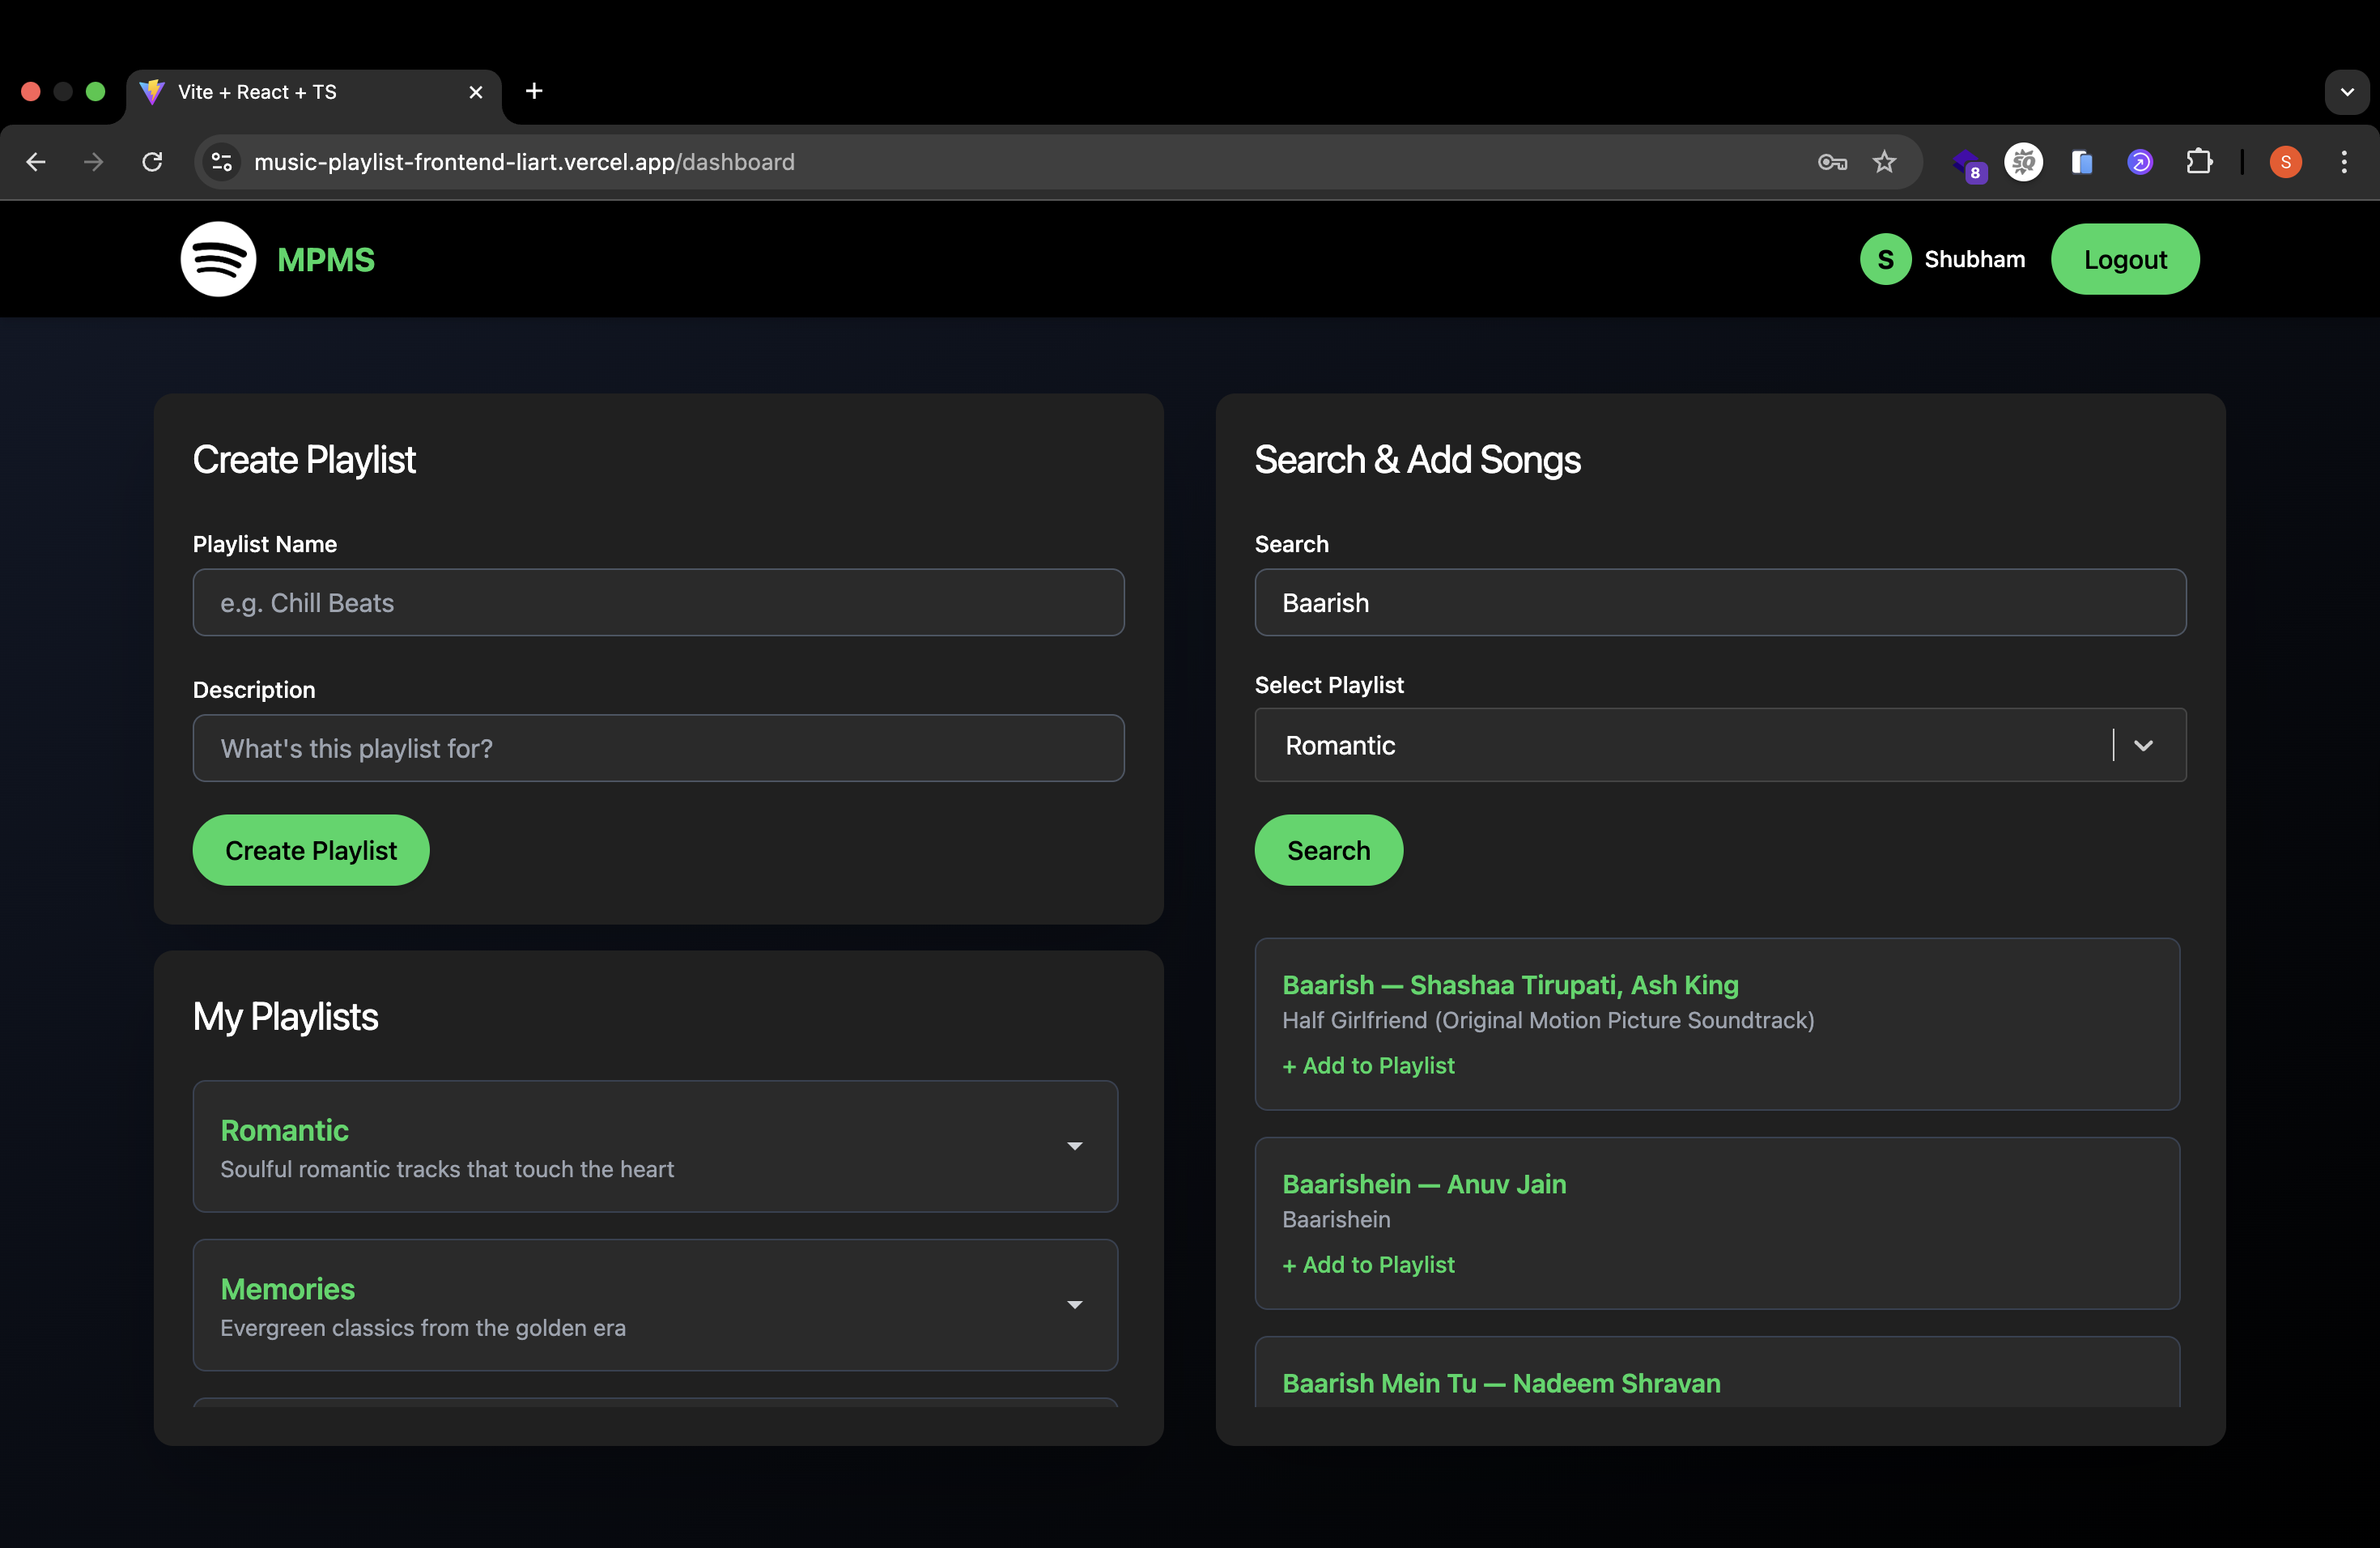 Vite + React + TS
music-playlist-frontend-liart.vercel.app/dashboard
8
SQ
S
MPMS
S
Shubham
Logout
Create Playlist
Playlist Name
e.g. Chill Beats
Description
What's this playlist for?
Create Playlist
My Playlists
Romantic
Soulful romantic tracks that touch the heart
Memories
Evergreen classics from the golden era
Search & Add Songs
Search
Baarish
Select Playlist
Romantic
Search
Baarish — Shashaa Tirupati, Ash King
Half Girlfriend (Original Motion Picture Soundtrack)
+ Add to Playlist
Baarishein — Anuv Jain
Baarishein
+ Add to Playlist
Baarish Mein Tu — Nadeem Shravan